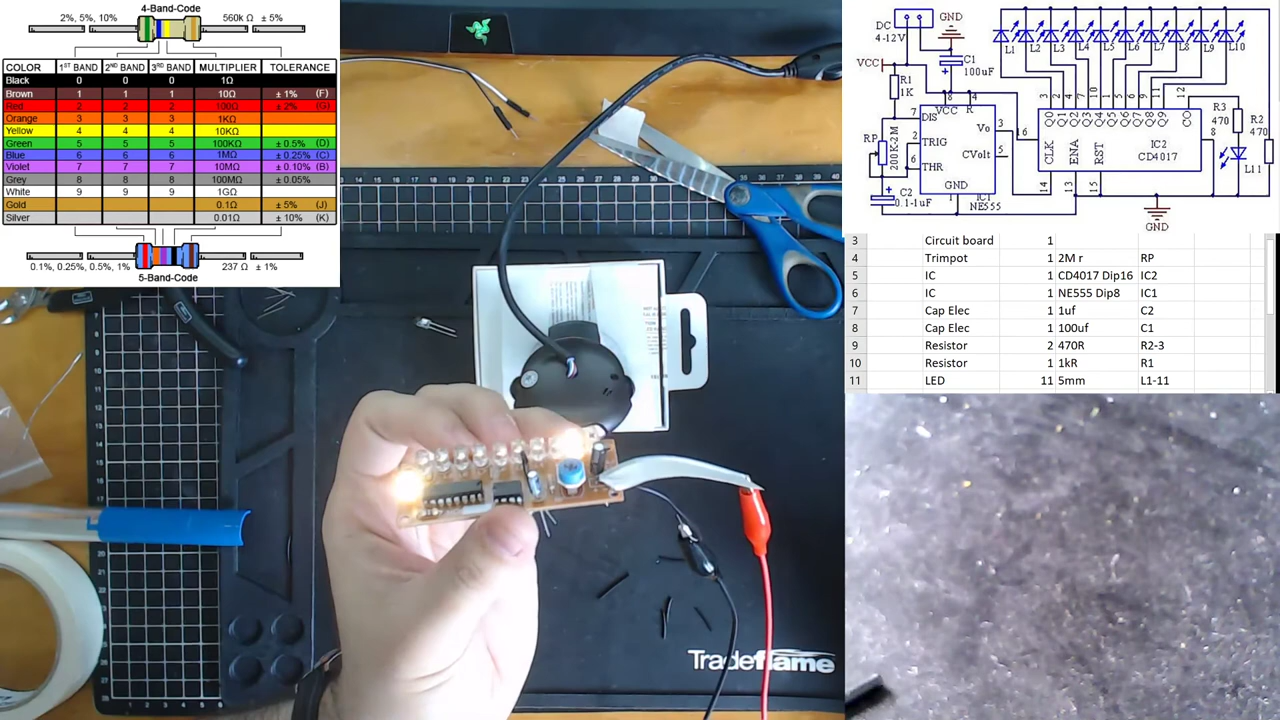 4-Band-Code
2%, 5%, 10%
560k Ω ± 5%
COLOR 1ST BAND 2ND BAND 3RD BAND MULTIPLIER TOLERANCE
Black 0 0 0 1Ω
Brown 1 1 1 10Ω ± 1% (F)
Red 2 2 2 100Ω ± 2% (G)
Orange 3 3 3 1KΩ
Yellow 4 4 4 10KΩ
Green 5 5 5 100KΩ ± 0.5% (D)
Blue 6 6 6 1MΩ ± 0.25% (C)
Violet 7 7 7 10MΩ ± 0.10% (B)
Grey 8 8 8 100MΩ ± 0.05%
White 9 9 9 1GΩ
Gold 0.1Ω ± 5% (J)
Silver 0.01Ω ± 10% (K)
0.1%, 0.25%, 0.5%, 1%
237 Ω ± 1%
5-Band-Code
DC
4-12V
GND
VCC
C1
100uF
R1
1K
L1 L2 L3 L4 L5 L6 L7 L8 L9 L10
VCC R
DIS
TRIG
THR
Vo
CVolt
GND
IC1
NE555
RP
200K-2M
C2
0.1-1uF
Q0 Q1 Q2 Q3 Q4 Q5 Q6 Q7 Q8 Q9 CO
CLK
ENA
RST
IC2
CD4017
R3
470
R2
470
L11
GND
3 Circuit board 1
4 Trimpot 1 2M r RP
5 IC 1 CD4017 Dip16 IC2
6 IC 1 NE555 Dip8 IC1
7 Cap Elec 1 1uf C2
8 Cap Elec 1 100uf C1
9 Resistor 2 470R R2-3
10 Resistor 1 1kR R1
11 LED 11 5mm L1-11
Tradeflame